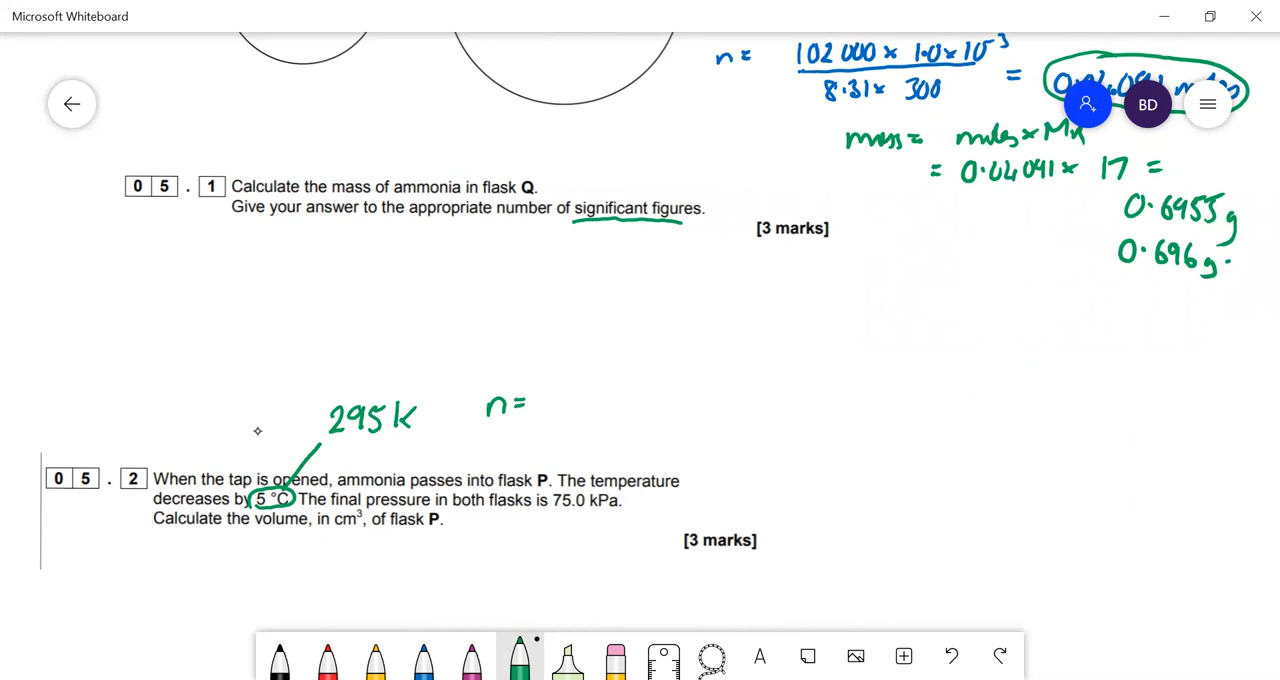 Microsoft Whiteboard
n = 102 000 × 1.0 × 10⁻³
8.31 × 300
=
BD
mass = moles × Mr
= 0.04091 × 17 =
0.6955g
0.696g.
0 5 . 1 Calculate the mass of ammonia in flask Q.
Give your answer to the appropriate number of significant figures.
[3 marks]
295K n =
0 5 . 2 When the tap is opened, ammonia passes into flask P. The temperature
decreases by 5 °C. The final pressure in both flasks is 75.0 kPa.
Calculate the volume, in cm³, of flask P.
[3 marks]
A